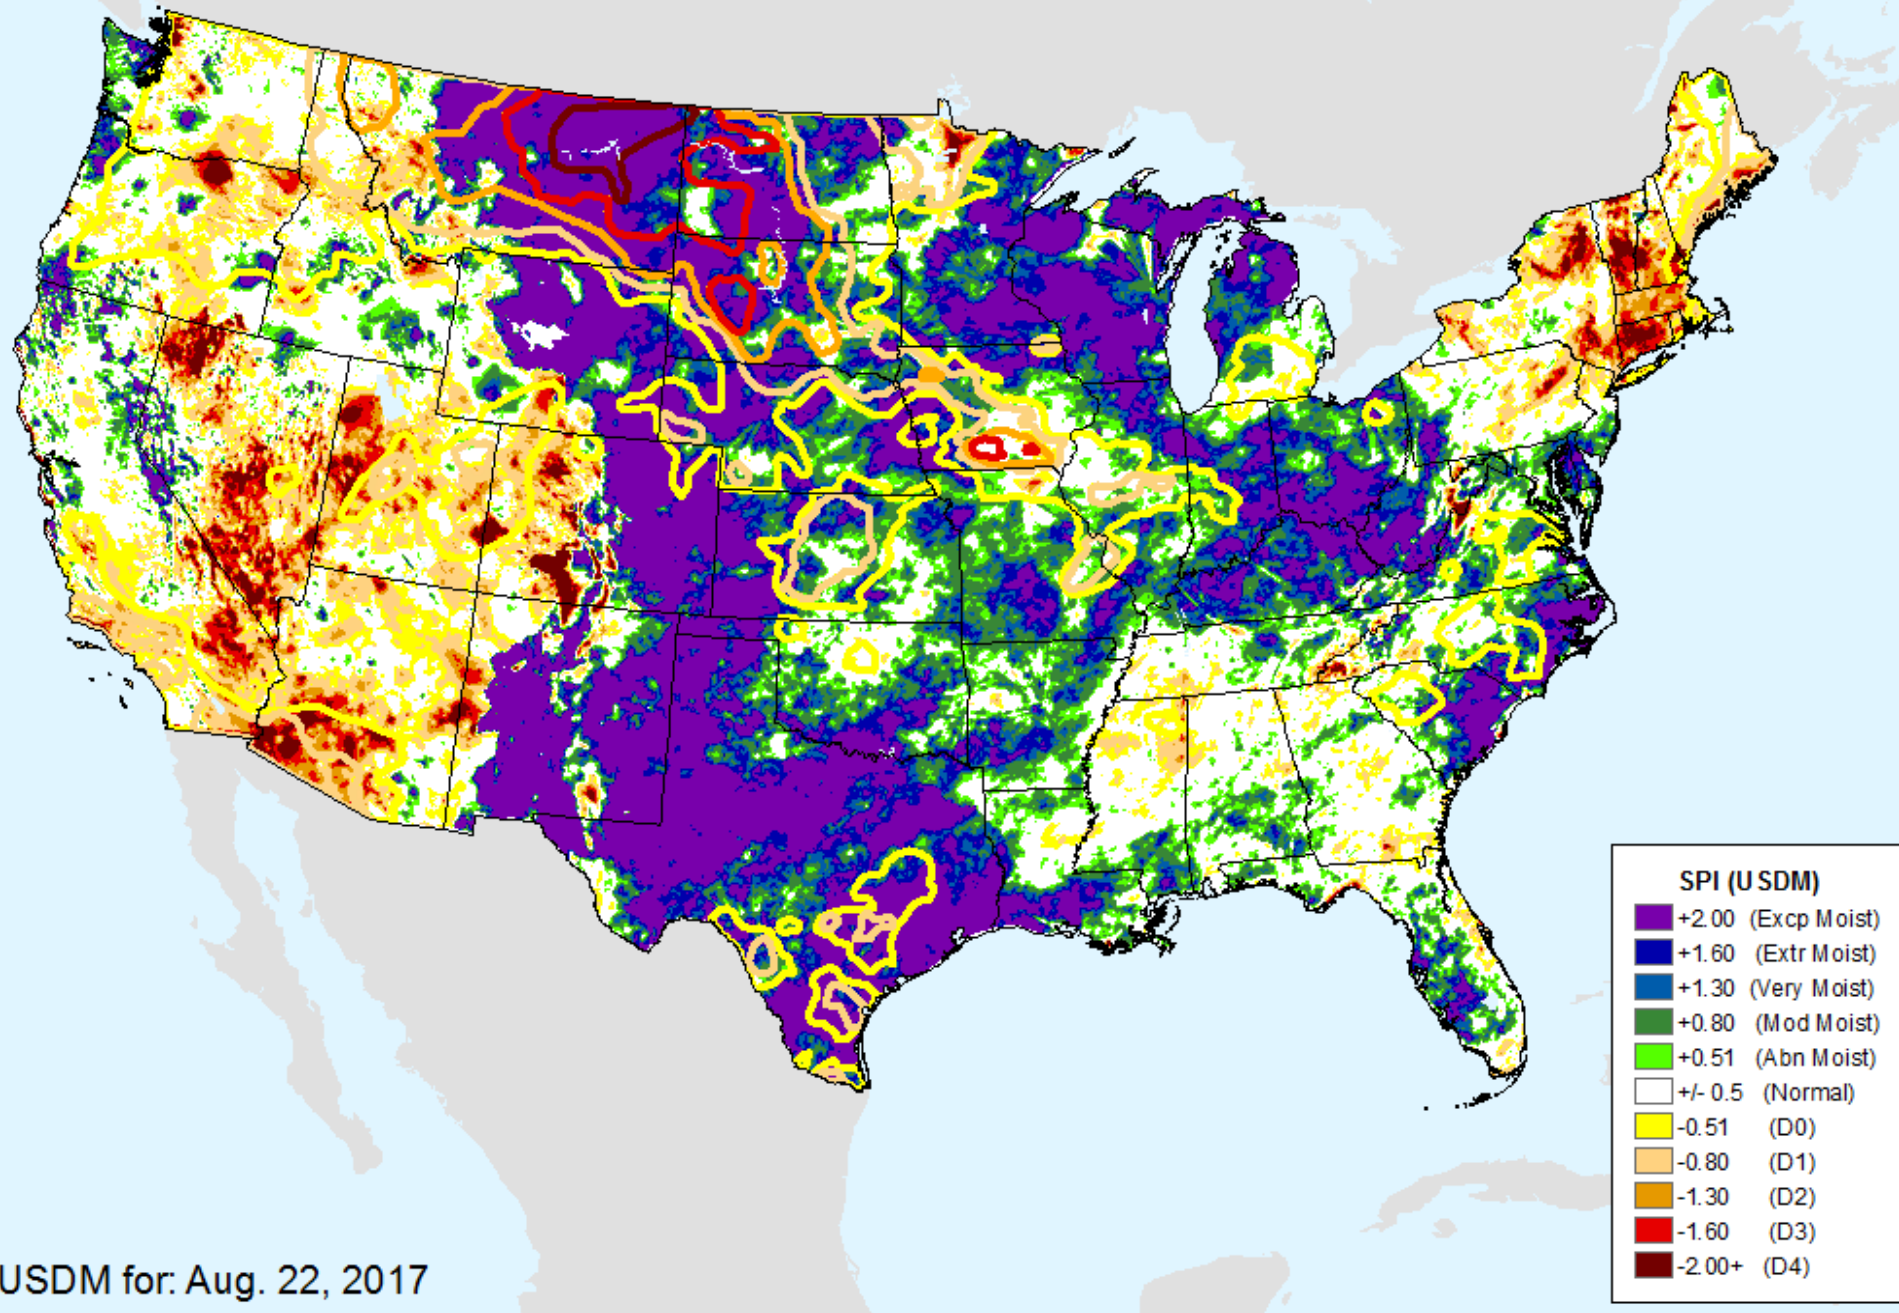 SPI (USDM)
+2.00 (Excp Moist)
+1.60 (Extr Moist)
+1.30 (Very Moist)
+0.80 (Mod Moist)
+0.51 (Abn Moist)
+/- 0.5 (Normal)
-0.51 (D0)
-0.80 (D1)
-1.30 (D2)
-1.60 (D3)
-2.00+ (D4)
USDM for: Aug. 22, 2017